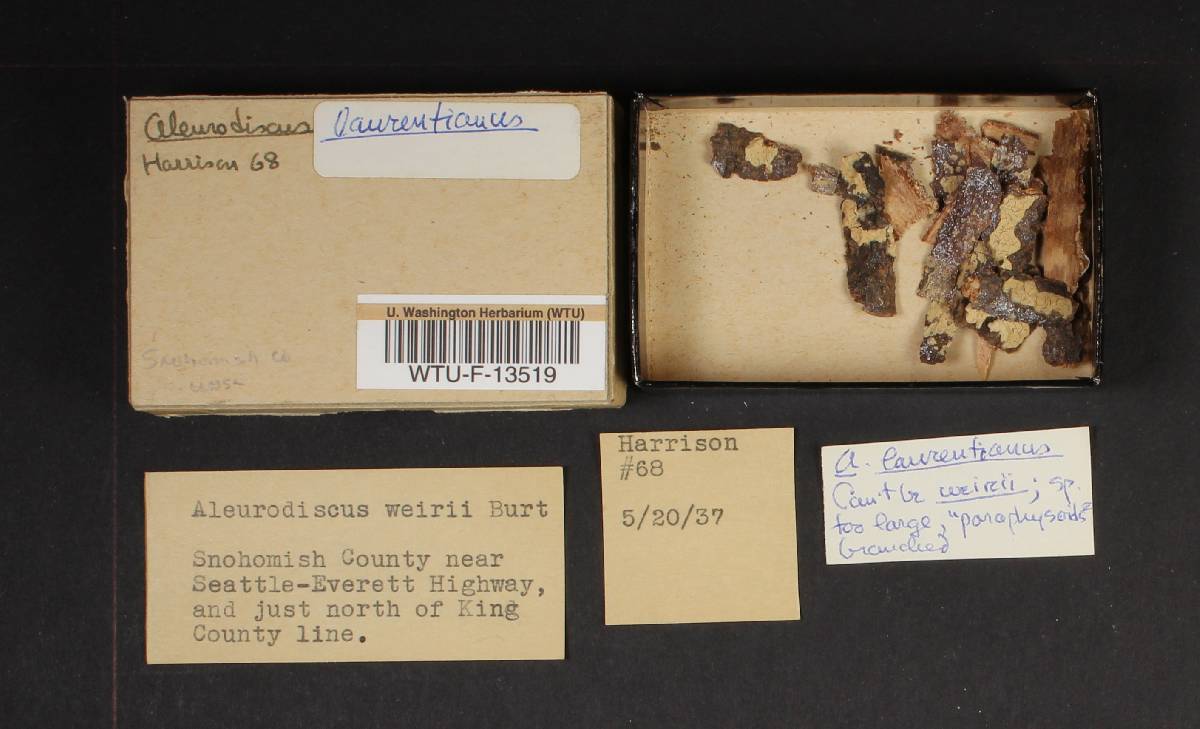 Aleurodiscus laurentianus
Harrison 68
Snohomish Co
U. Washington Herbarium (WTU)
WTU-F-13519
Aleurodiscus weirii Burt
Snohomish County near
Seattle-Everett Highway,
and just north of King
County line.
Harrison
#68
5/20/37
A. laurentianus
Can't be weirii; sp.
too large, "paraphysoids"
branched